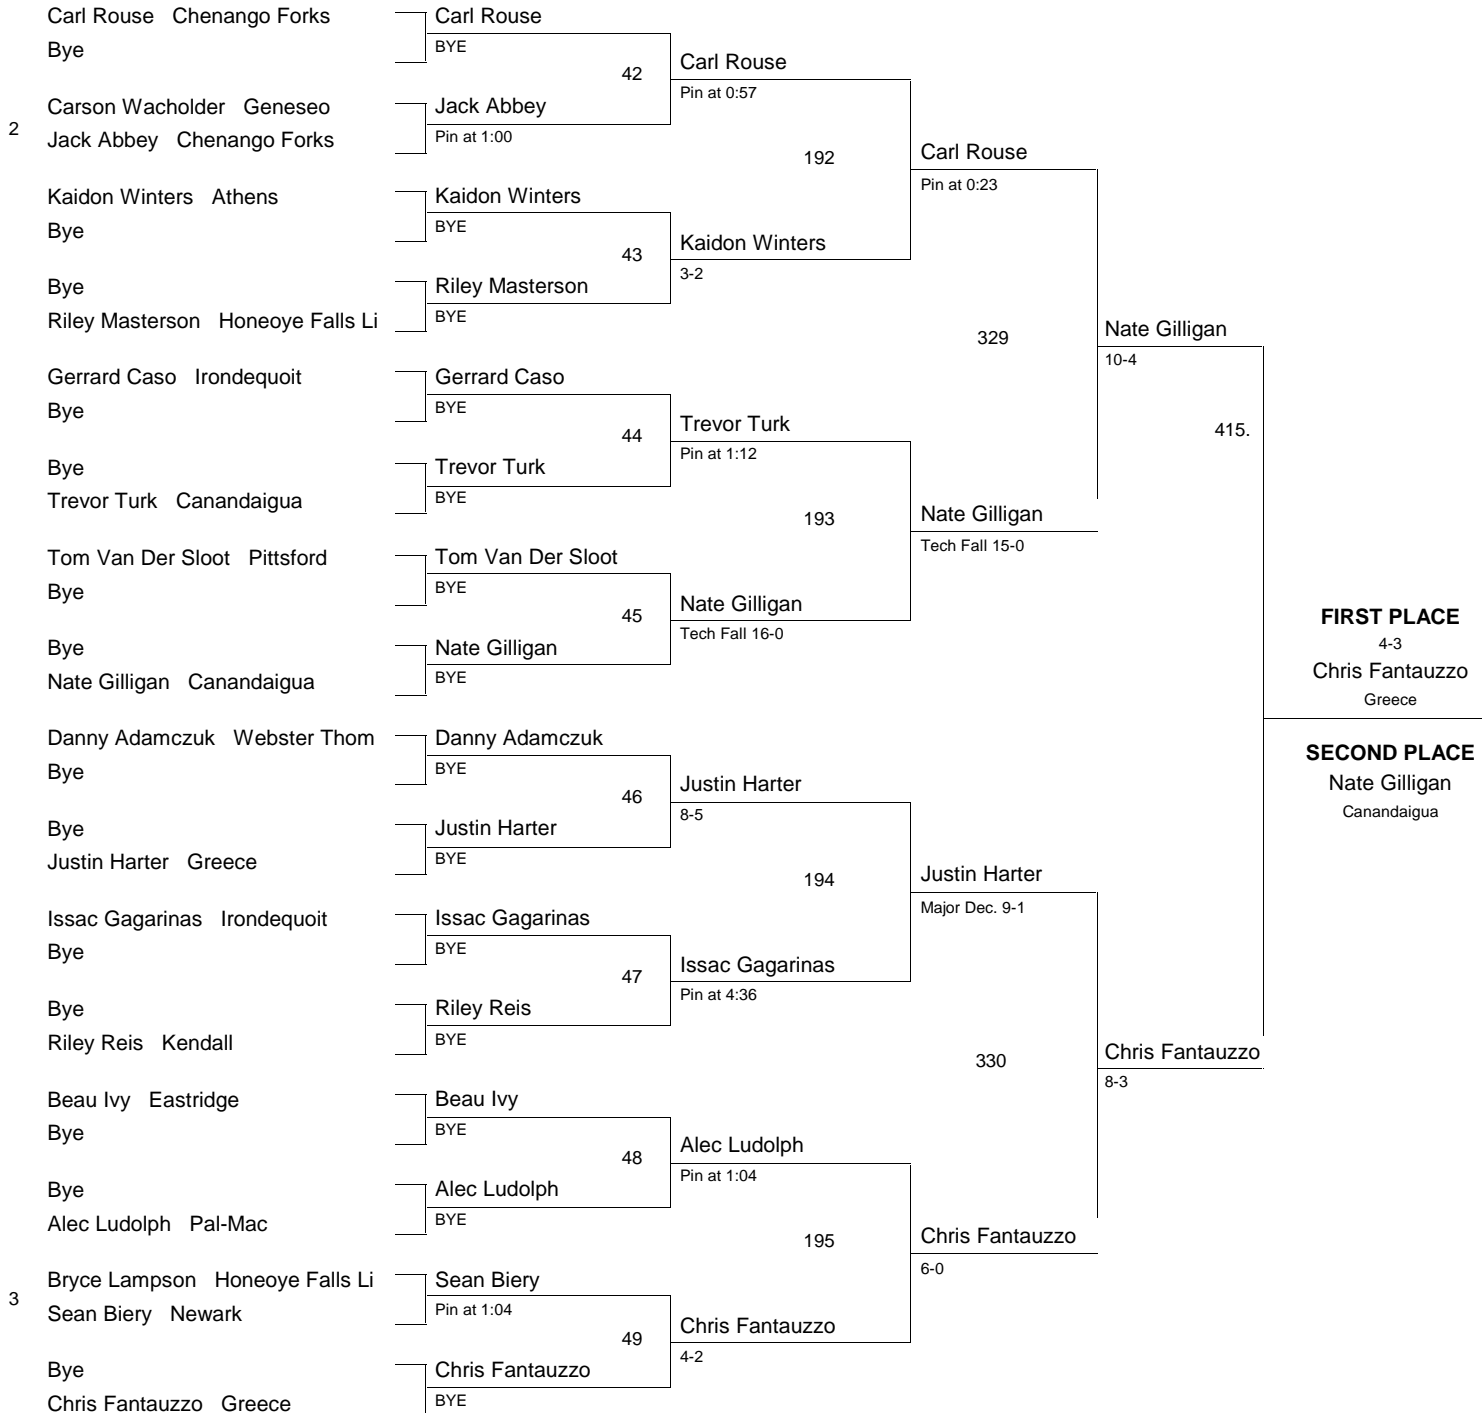 Carl Rouse Chenango Forks
Bye
2
Carson Wacholder Geneseo
Jack Abbey Chenango Forks
Kaidon Winters Athens
Bye
Bye
Riley Masterson Honeoye Falls Li
Gerrard Caso Irondequoit
Bye
Bye
Trevor Turk Canandaigua
Tom Van Der Sloot Pittsford
Bye
Bye
Nate Gilligan Canandaigua
Danny Adamczuk Webster Thom
Bye
Bye
Justin Harter Greece
Issac Gagarinas Irondequoit
Bye
Bye
Riley Reis Kendall
Beau Ivy Eastridge
Bye
Bye
Alec Ludolph Pal-Mac
3
Bryce Lampson Honeoye Falls Li
Sean Biery Newark
Bye
Chris Fantauzzo Greece
Carl Rouse
BYE
42
Jack Abbey
Pin at 1:00
Kaidon Winters
BYE
43
Riley Masterson
BYE
Gerrard Caso
BYE
44
Trevor Turk
BYE
Tom Van Der Sloot
BYE
45
Nate Gilligan
BYE
Danny Adamczuk
BYE
46
Justin Harter
BYE
Issac Gagarinas
BYE
47
Riley Reis
BYE
Beau Ivy
BYE
48
Alec Ludolph
BYE
Sean Biery
Pin at 1:04
49
Chris Fantauzzo
BYE
Carl Rouse
Pin at 0:57
192
Kaidon Winters
3-2
Trevor Turk
Pin at 1:12
193
Nate Gilligan
Tech Fall 16-0
Justin Harter
8-5
194
Issac Gagarinas
Pin at 4:36
Alec Ludolph
Pin at 1:04
195
Chris Fantauzzo
4-2
Carl Rouse
Pin at 0:23
329
Nate Gilligan
Tech Fall 15-0
Justin Harter
Major Dec. 9-1
330
Chris Fantauzzo
6-0
Nate Gilligan
10-4
415.
Chris Fantauzzo
8-3
FIRST PLACE
4-3
Chris Fantauzzo
Greece
SECOND PLACE
Nate Gilligan
Canandaigua